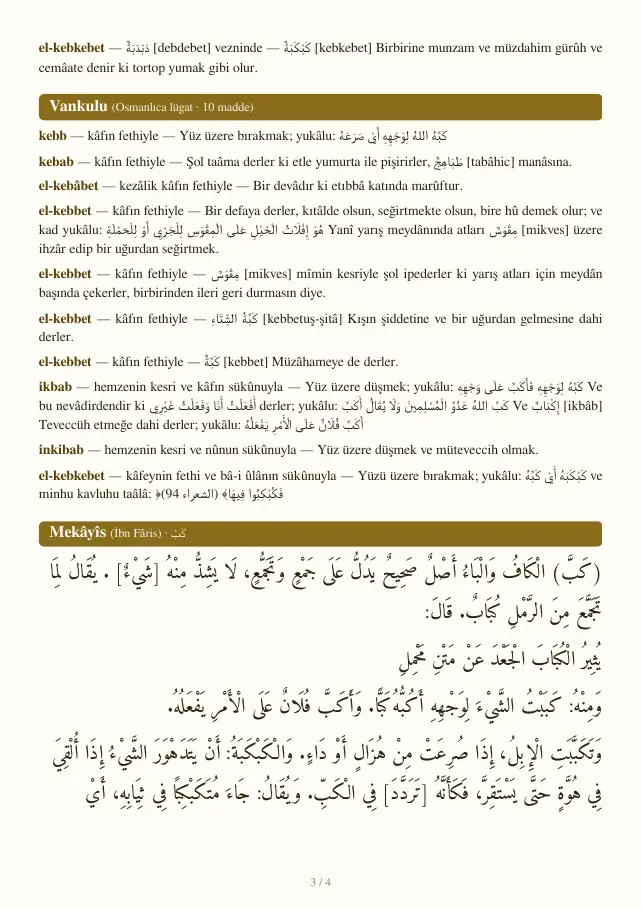 el-kebkebet — دَبْدَبَةٌ [debdebet] vezninde — كَبْكَبَةٌ [kebkebet] Birbirine munzam ve müzdahim gürûh ve
cemâate denir ki tortop yumak gibi olur.
Vankulu (Osmanlıca lügat · 10 madde)
kebb — kâfın fethiyle — Yüz üzere bırakmak; yukâlu: كَبَّهُ اللهُ لِوَجْهِهِ أَيْ صَرَعَهُ
kebab — kâfın fethiyle — Şol taâma derler ki etle yumurta ile pişirirler, طَبَاهِجٌ [tabâhic] manâsına.
el-kebâbet — kezâlik kâfın fethiyle — Bir devâdır ki etıbbâ katında marûftur.
el-kebbet — kâfın fethiyle — Bir defaya derler, kıtâlde olsun, seğirtmekte olsun, bire hû demek olur; ve
kad yukâlu: هُوَ إِفْلَاتُ الْخَيْلِ عَلَى الْمِقْوَسِ لِلْجَرْيِ أَوْ لِلْحَمْلَةِ Yanî yarış meydânında atları مِقْوَسٌ [mikves] üzere
ihzâr edip bir uğurdan seğirtmek.
el-kebbet — kâfın fethiyle — مِقْوَسٌ [mikves] mîmin kesriyle şol ipederler ki yarış atları için meydân
başında çekerler, birbirinden ileri geri durmasın diye.
el-kebbet — kâfın fethiyle — كَبَّةُ الشِّتَاءِ [kebbetuş-şitâ] Kışın şiddetine ve bir uğurdan gelmesine dahi
derler.
el-kebbet — kâfın fethiyle — كَبَّةٌ [kebbet] Müzâhameye de derler.
ikbab — hemzenin kesri ve kâfın sükûnuyla — Yüz üzere düşmek; yukâlu: كَبَّهُ لِوَجْهِهِ فَأَكَبَّ عَلَى وَجْهِهِ Ve
bu nevâdirdendir ki أَفْعَلْتُ أَنَا وَفَعَلْتُ غَيْرِي derler; yukâlu: كَبَّ اللهُ عَدُوَّ الْمُسْلِمِينَ وَلَا يُقَالُ أَكَبَّ Ve إِكْبَابٌ [ikbâb]
Teveccüh etmeğe dahi derler; yukâlu: أَكَبَّ فُلَانٌ عَلَى الْأَمْرِ يَفْعَلُهُ
inkibab — hemzenin kesri ve nûnun sükûnuyla — Yüz üzere düşmek ve müteveccih olmak.
el-kebkebet — kâfeynin fethi ve bâ-i ûlânın sükûnuyla — Yüzü üzere bırakmak; yukâlu: كَبْكَبَهُ أَيْ كَبَّهُ ve
minhu kavluhu taâlâ: ﴿فَكُبْكِبُوا فِيهَا﴾ (الشعراء 94)
Mekâyîs (İbn Fâris) · كَبَّ
(كَبَّ) الْكَافُ وَالْبَاءُ أَصْلٌ صَحِيحٌ يَدُلُّ عَلَى جَمْعٍ وَتَجَمُّعٍ، لَا يَشِذُّ مِنْهُ [شَيْءٌ] . يُقَالُ لِمَا
تَجَمَّعَ مِنَ الرَّمْلِ كُبَابٌ. قَالَ:
يُثِيرُ الْكُبَابَ الْجَعْدَ عَنْ مَتْنِ مَحْمِلِ
وَمِنْهُ: كَبَبْتُ الشَّيْءَ لِوَجْهِهِ أَكُبُّهُ كَبًّا. وَأَكَبَّ فُلَانٌ عَلَى الْأَمْرِ يَفْعَلُهُ.
وَتَكَبَّبَتِ الْإِبِلُ، إِذَا صُرِعَتْ مِنْ هُزَالٍ أَوْ دَاءٍ. وَالْكَبْكَبَةُ: أَنْ يَتَدَهْوَرَ الشَّيْءُ إِذَا أُلْقِيَ
فِي هُوَّةٍ حَتَّى يَسْتَقِرَّ، فَكَأَنَّهُ [تَرَدَّدَ] فِي الْكَبِّ. وَيُقَالُ: جَاءَ مُتَكَبْكِبًا فِي ثِيَابِهِ، أَيْ
3 / 4